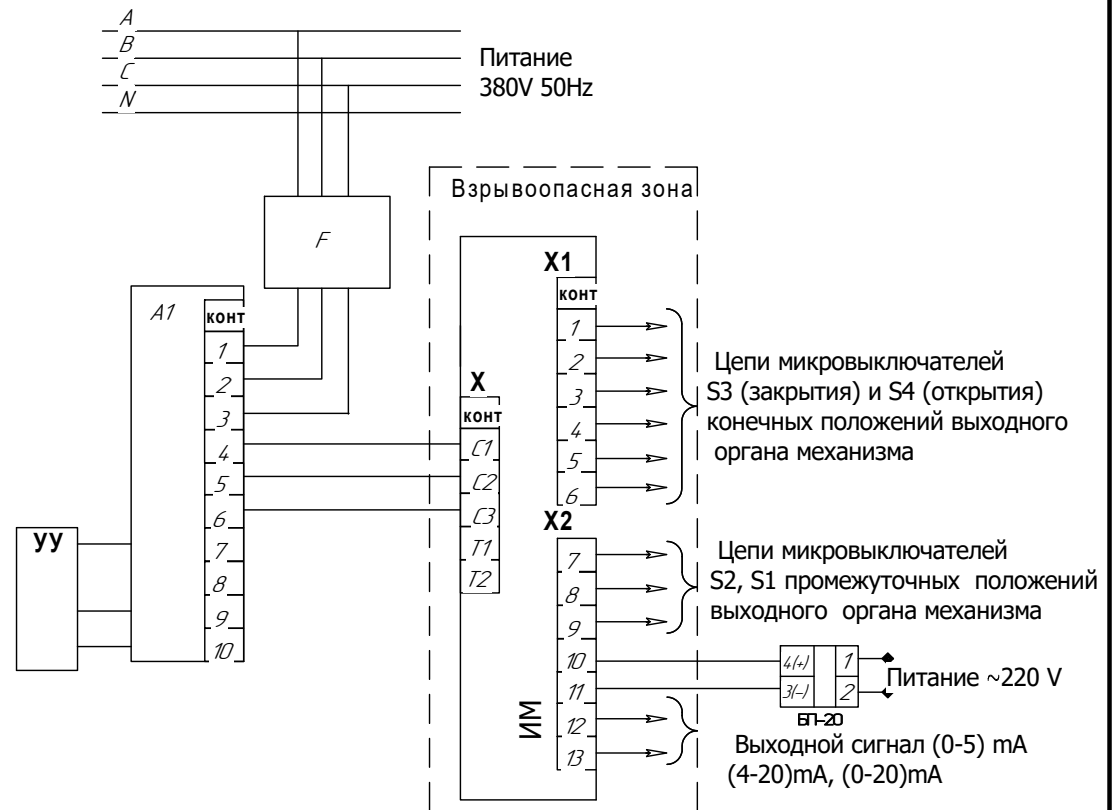 A
B
C
N
Питание
380V 50Hz
Взрывоопасная зона
F
A1
конт
1
2
3
4
5
6
7
8
9
10
УУ
X
конт
C1
C2
C3
T1
T2
X1
конт
1
2
3
4
5
6
Цепи микровыключателей
S3 (закрытия) и S4 (открытия)
конечных положений выходного
органа механизма
X2
7
8
9
10
11
12
13
ИМ
Цепи микровыключателей
S2, S1 промежуточных положений
выходного органа механизма
4(+) 1
3(–) 2
БП-20
Питание ~220 V
Выходной сигнал (0-5) mA
(4-20)mA, (0-20)mA